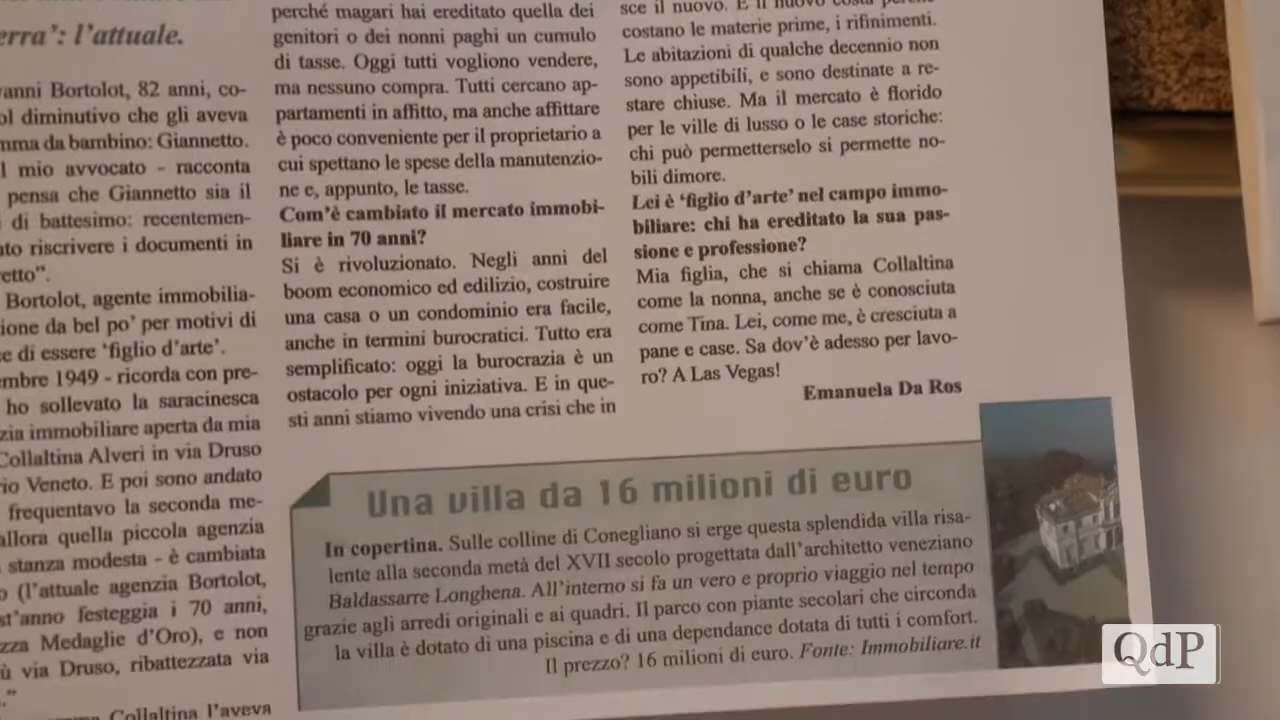 erra’: l’attuale.
vanni Bortolot, 82 anni, co-
ol diminutivo che gli aveva
mma da bambino: Giannetto.
l mio avvocato - racconta
pensa che Giannetto sia il
di battesimo: recentemen-
to riscrivere i documenti in
etto”.
Bortolot, agente immobilia-
ione da bel po’ per motivi di
e di essere ‘figlio d’arte’.
embre 1949 - ricorda con pre-
ho sollevato la saracinesca
zia immobiliare aperta da mia
Collaltina Alveri in via Druso
rio Veneto. E poi sono andato
frequentavo la seconda me-
allora quella piccola agenzia
stanza modesta - è cambiata
o (l’attuale agenzia Bortolot,
st’anno festeggia i 70 anni,
zza Medaglie d’Oro), e non
ù via Druso, ribattezzata via
.”
Collaltina l’aveva
perché magari hai ereditato quella dei
genitori o dei nonni paghi un cumulo
di tasse. Oggi tutti vogliono vendere,
ma nessuno compra. Tutti cercano ap-
partamenti in affitto, ma anche affittare
è poco conveniente per il proprietario a
cui spettano le spese della manutenzio-
ne e, appunto, le tasse.
Com’è cambiato il mercato immobi-
liare in 70 anni?
Si è rivoluzionato. Negli anni del
boom economico ed edilizio, costruire
una casa o un condominio era facile,
anche in termini burocratici. Tutto era
semplificato: oggi la burocrazia è un
ostacolo per ogni iniziativa. E in que-
sti anni stiamo vivendo una crisi che in
sce il nuovo. E il nuovo costa perché
costano le materie prime, i rifinimenti.
Le abitazioni di qualche decennio non
sono appetibili, e sono destinate a re-
stare chiuse. Ma il mercato è florido
per le ville di lusso o le case storiche:
chi può permetterselo si permette no-
bili dimore.
Lei è ‘figlio d’arte’ nel campo immo-
biliare: chi ha ereditato la sua pas-
sione e professione?
Mia figlia, che si chiama Collaltina
come la nonna, anche se è conosciuta
come Tina. Lei, come me, è cresciuta a
pane e case. Sa dov’è adesso per lavo-
ro? A Las Vegas!
Emanuela Da Ros
Una villa da 16 milioni di euro
In copertina. Sulle colline di Conegliano si erge questa splendida villa risa-
lente alla seconda metà del XVII secolo progettata dall’architetto veneziano
Baldassarre Longhena. All’interno si fa un vero e proprio viaggio nel tempo
grazie agli arredi originali e ai quadri. Il parco con piante secolari che circonda
la villa è dotato di una piscina e di una dependance dotata di tutti i comfort.
Il prezzo? 16 milioni di euro. Fonte: Immobiliare.it
QdP